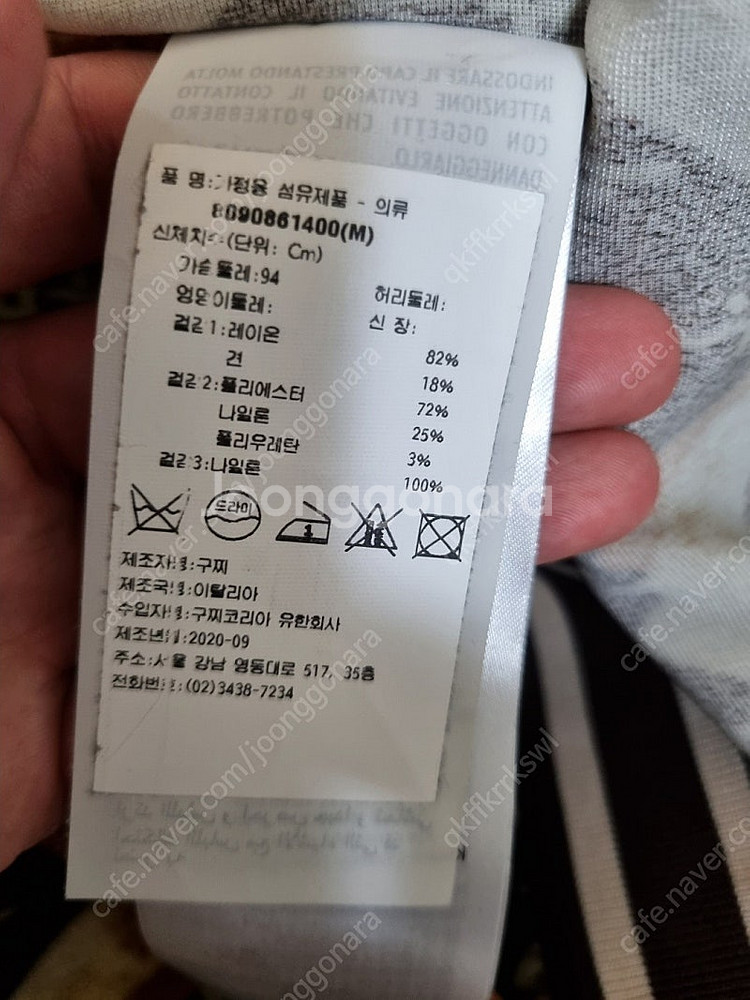 INDOSSARE IL CAPO PRESTANDO MOLTA
ATTENZIONE EVITANDO IL CONTATTO
CON OGGETTI CHE POTREBBERO
DANNEGGIARLO.
품 명:가정용 섬유제품 - 의류
8090861400(M)
신체치수(단위: Cm)
가슴둘레:94
엉덩이둘레: 허리둘레:
신 장:
겉감1:레이온 82%
견 18%
겉감2:폴리에스터 72%
나일론 25%
폴리우레탄 3%
겉감3:나일론 100%
드라이
제조자명:구찌
제조국명:이탈리아
수입자명:구찌코리아 유한회사
제조년월:2020-09
주소:서울 강남 영동대로 517, 35층
전화번호:(02)3438-7234
Joonggonara
cafe.naver.com/joonggonara
qkffkrrkswl